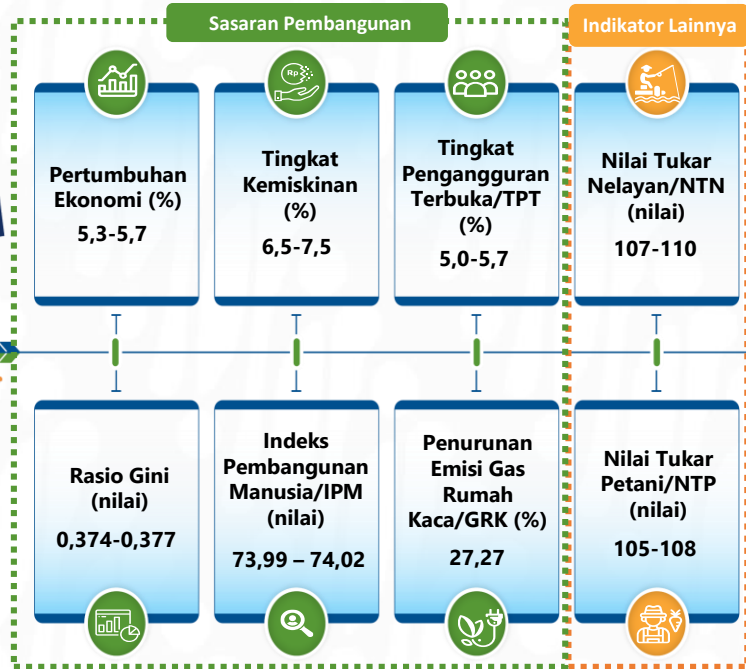 Sasaran Pembangunan
Indikator Lainnya
Rp
Pertumbuhan
Ekonomi (%)
5,3-5,7
Tingkat
Kemiskinan
(%)
6,5-7,5
Tingkat
Pengangguran
Terbuka/TPT
(%)
5,0-5,7
Nilai Tukar
Nelayan/NTN
(nilai)
107-110
Rasio Gini
(nilai)
0,374-0,377
Indeks
Pembangunan
Manusia/IPM
(nilai)
73,99 – 74,02
Penurunan
Emisi Gas
Rumah
Kaca/GRK (%)
27,27
Nilai Tukar
Petani/NTP
(nilai)
105-108